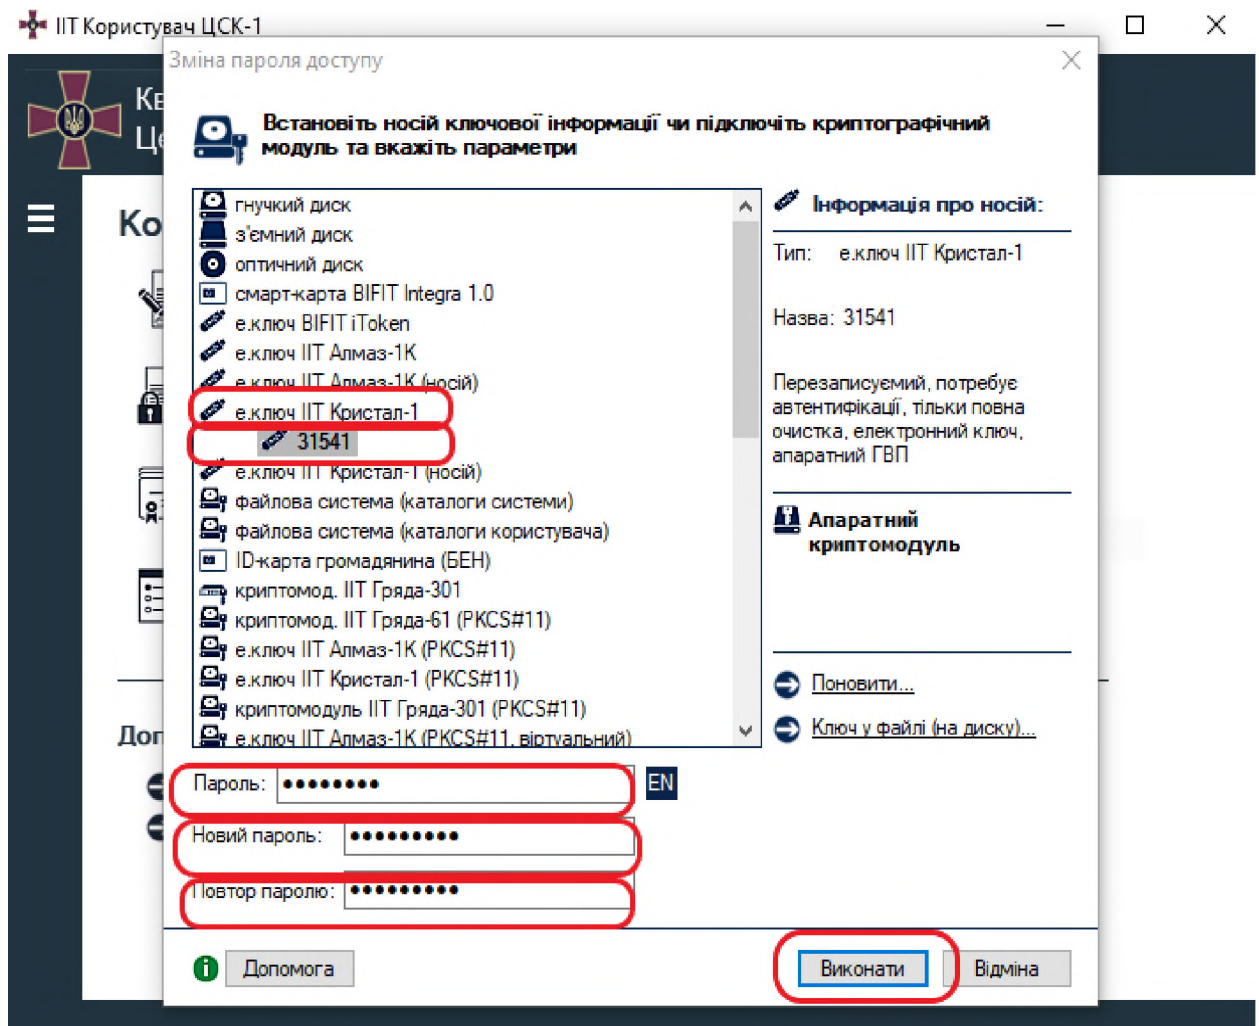 ІІТ Користувач ЦСК-1
Зміна пароля доступу
Встановіть носій ключової інформації чи підключіть криптографічний
модуль та вкажіть параметри
гнучкий диск
з'ємний диск
оптичний диск
смарт-карта BIFIT Integra 1.0
е.ключ BIFIT iToken
е.ключ ІІТ Алмаз-1К
е.ключ ІІТ Алмаз-1К (носій)
е.ключ ІІТ Кристал-1
31541
е.ключ ІІТ Кристал-1 (носій)
файлова система (каталоги системи)
файлова система (каталоги користувача)
ID-карта громадянина (БЕН)
криптомод. ІІТ Гряда-301
криптомод. ІІТ Гряда-61 (PKCS#11)
е.ключ ІІТ Алмаз-1К (PKCS#11)
е.ключ ІІТ Кристал-1 (PKCS#11)
криптомодуль ІІТ Гряда-301 (PKCS#11)
е.ключ ІІТ Алмаз-1К (PKCS#11, віртуальний)
Інформація про носій:
Тип: е.ключ ІІТ Кристал-1
Назва: 31541
Перезаписуємий, потребує
автентифікації, тільки повна
очистка, електронний ключ,
апаратний ГВП
Апаратний
криптомодуль
Поновити...
Ключ у файлі (на диску)...
Пароль: ●●●●●●●●
EN
Новий пароль: ●●●●●●●●●
Повтор паролю: ●●●●●●●●●
Допомога
Виконати
Відміна